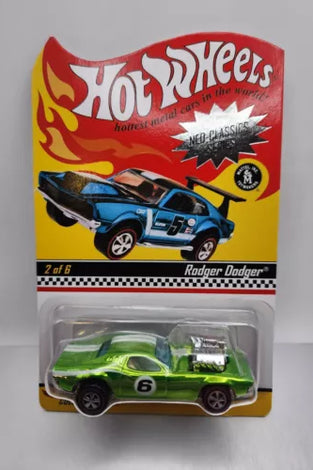 Hot Wheels®
hottest metal cars in the world!
NEO-CLASSICS
SERIES
5
2 of 6
Rodger Dodger®
6